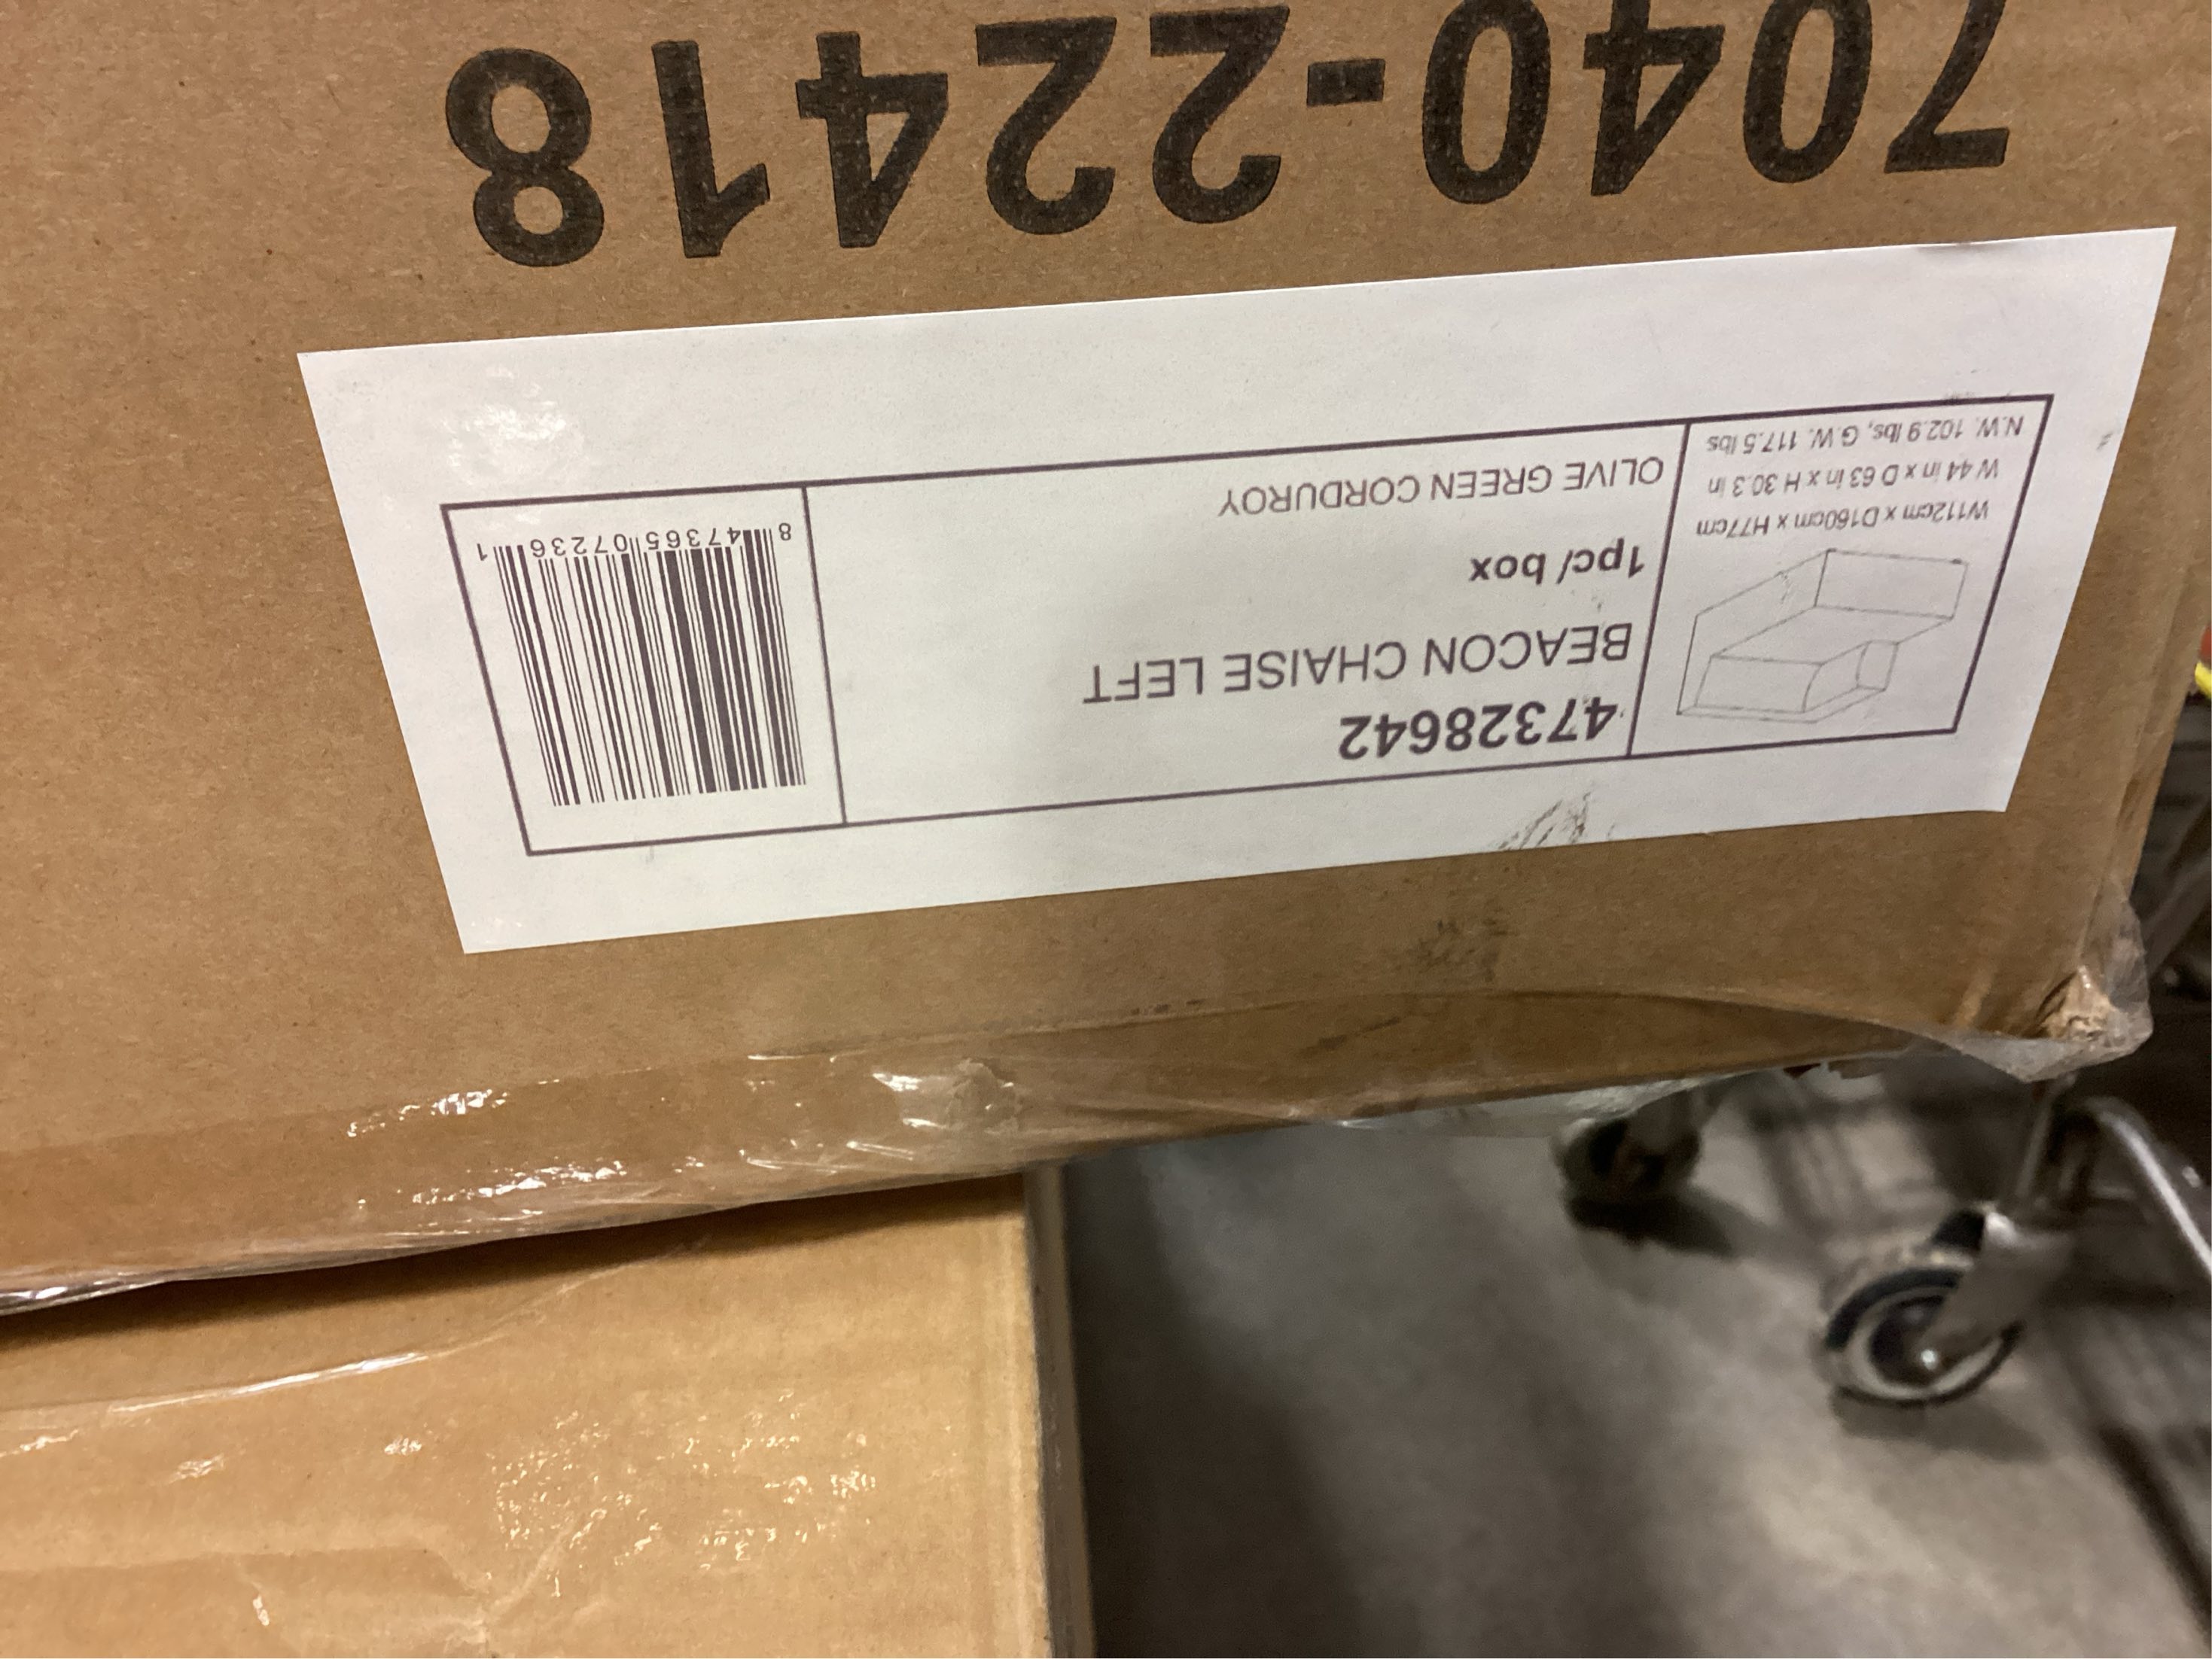 7040-22418
W112cm x D160cm x H77cm
W 44 in x D 63 in x H 30.3 in
N.W. 102.9 lbs, G.W. 117.5 lbs
47328642
BEACON CHAISE LEFT
1pc/ box
OLIVE GREEN CORDUROY
8 47365 07236 1